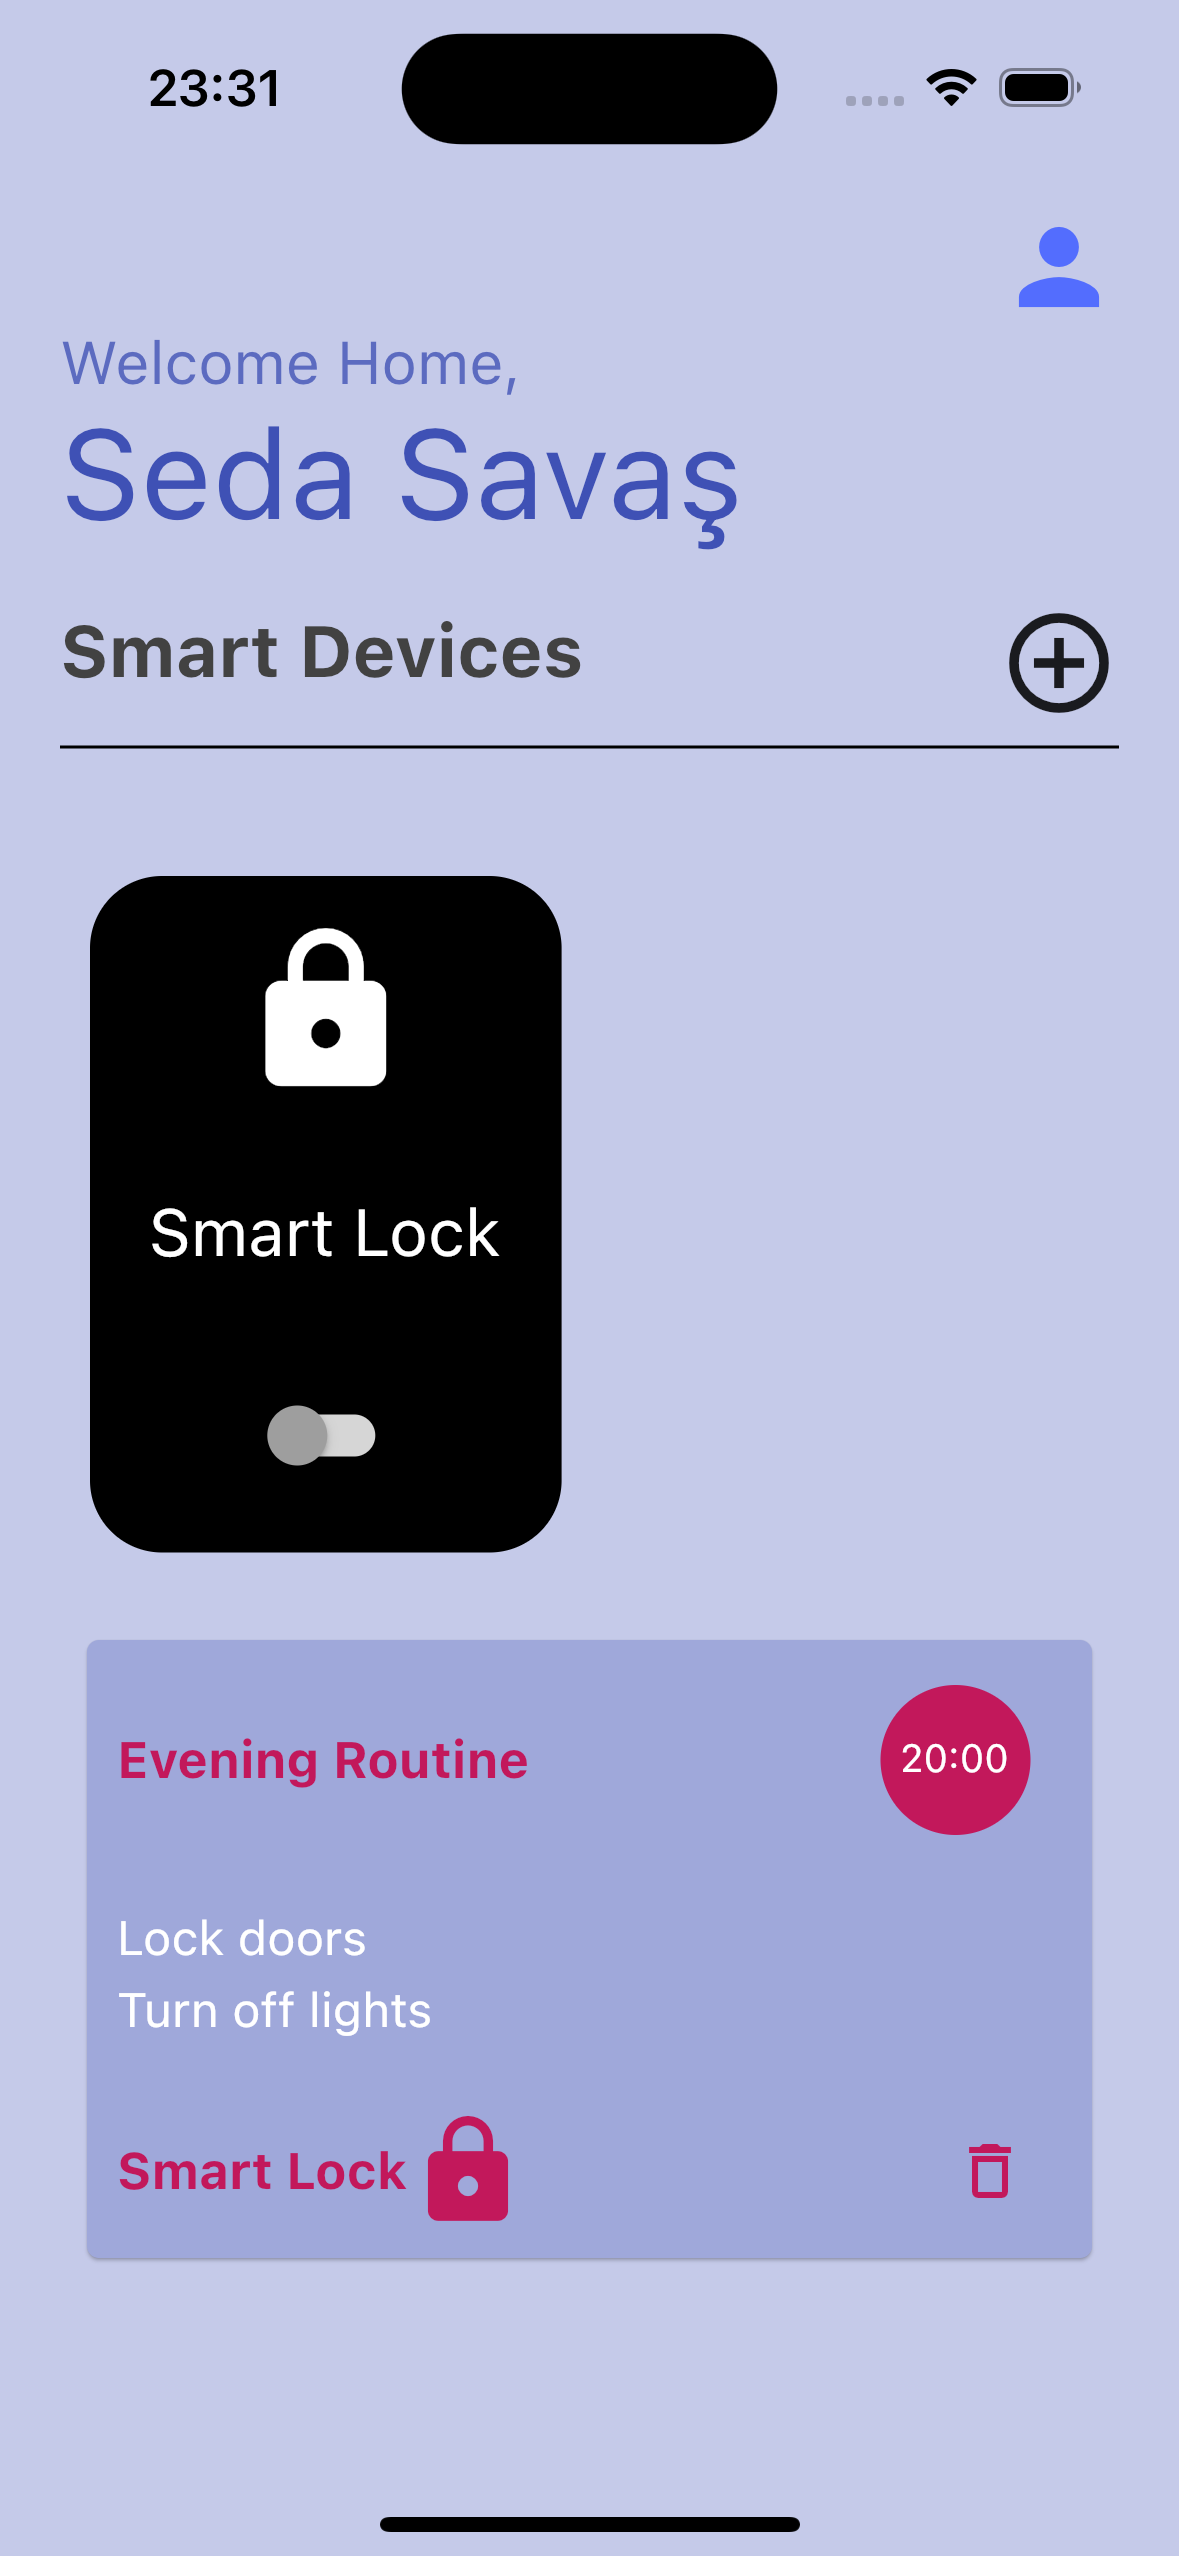 23:31
Welcome Home,
Seda Savaş
Smart Devices
Smart Lock
Evening Routine
20:00
Lock doors
Turn off lights
Smart Lock